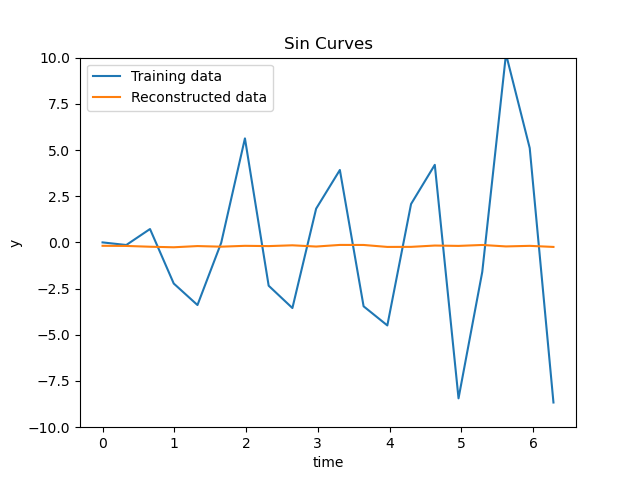 Sin Curves
Training data
Reconstructed data
10.0
7.5
5.0
2.5
0.0
−2.5
−5.0
−7.5
−10.0
y
0 1 2 3 4 5 6
time